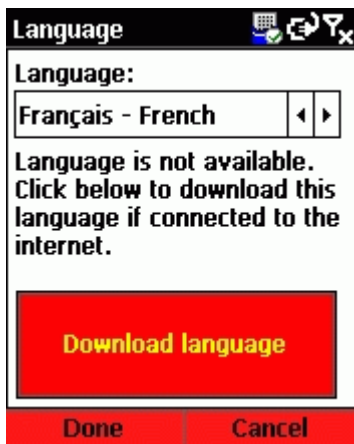 Language
Language:
Français - French
Language is not available.
Click below to download this
language if connected to the
internet.
Download language
Done Cancel